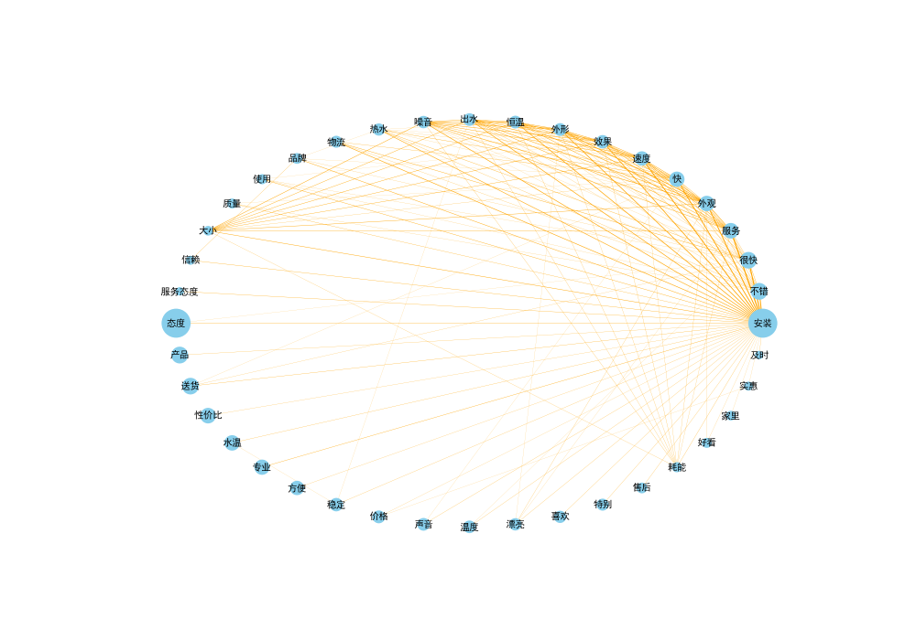 出水
噪音
恒温
热水
外形
物流
效果
品牌
速度
使用
快
质量
外观
大小
服务
信赖
很快
服务态度
不错
态度
安装
产品
及时
送货
实惠
性价比
家里
水温
好看
专业
耗能
方便
售后
稳定
特别
价格
喜欢
声音
漂亮
温度